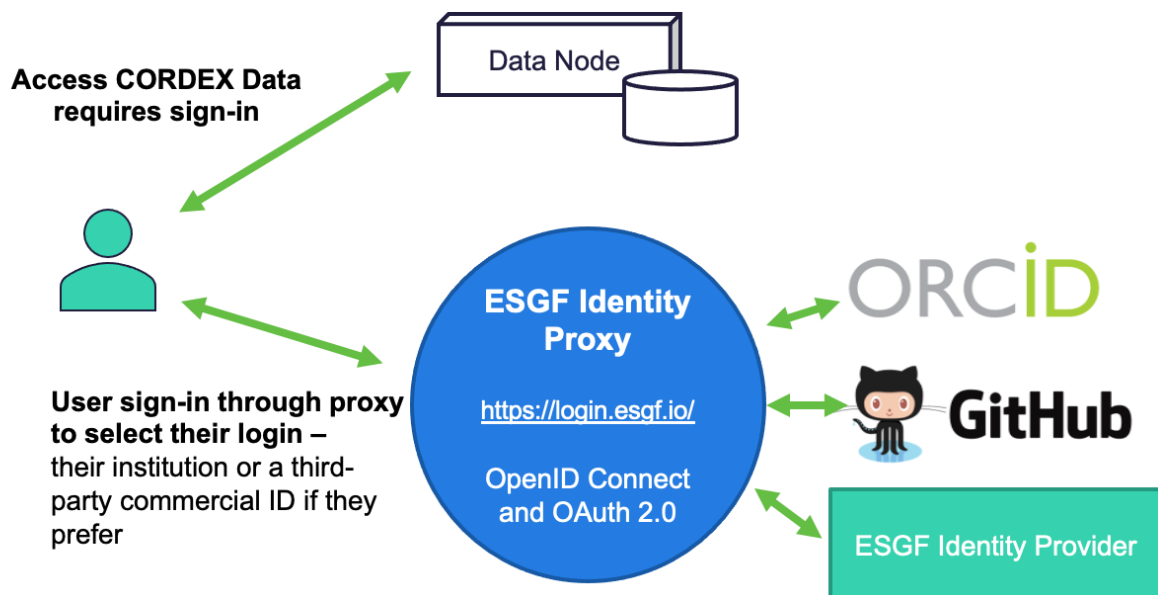 Data Node
Access CORDEX Data
requires sign-in
ESGF Identity
Proxy
https://login.esgf.io/
OpenID Connect
and OAuth 2.0
User sign-in through proxy
to select their login –
their institution or a third-
party commercial ID if they
prefer
ORCiD
GitHub
ESGF Identity Provider